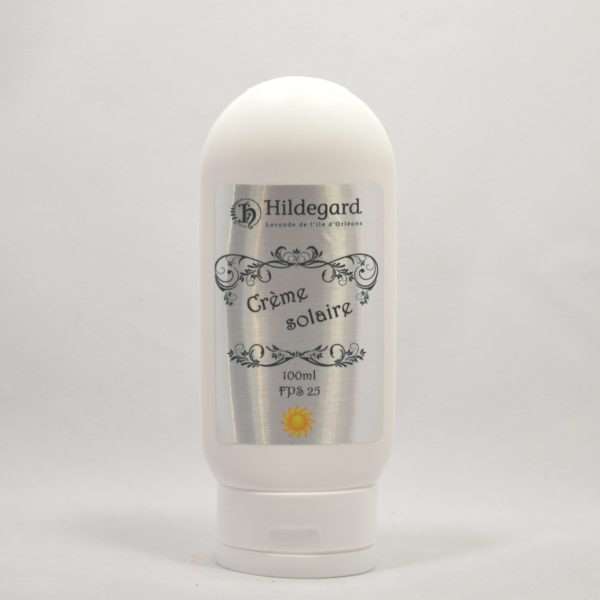 Hildegard
Lavande de l'île d'Orléans
Crème
solaire
100ml
FPS 25